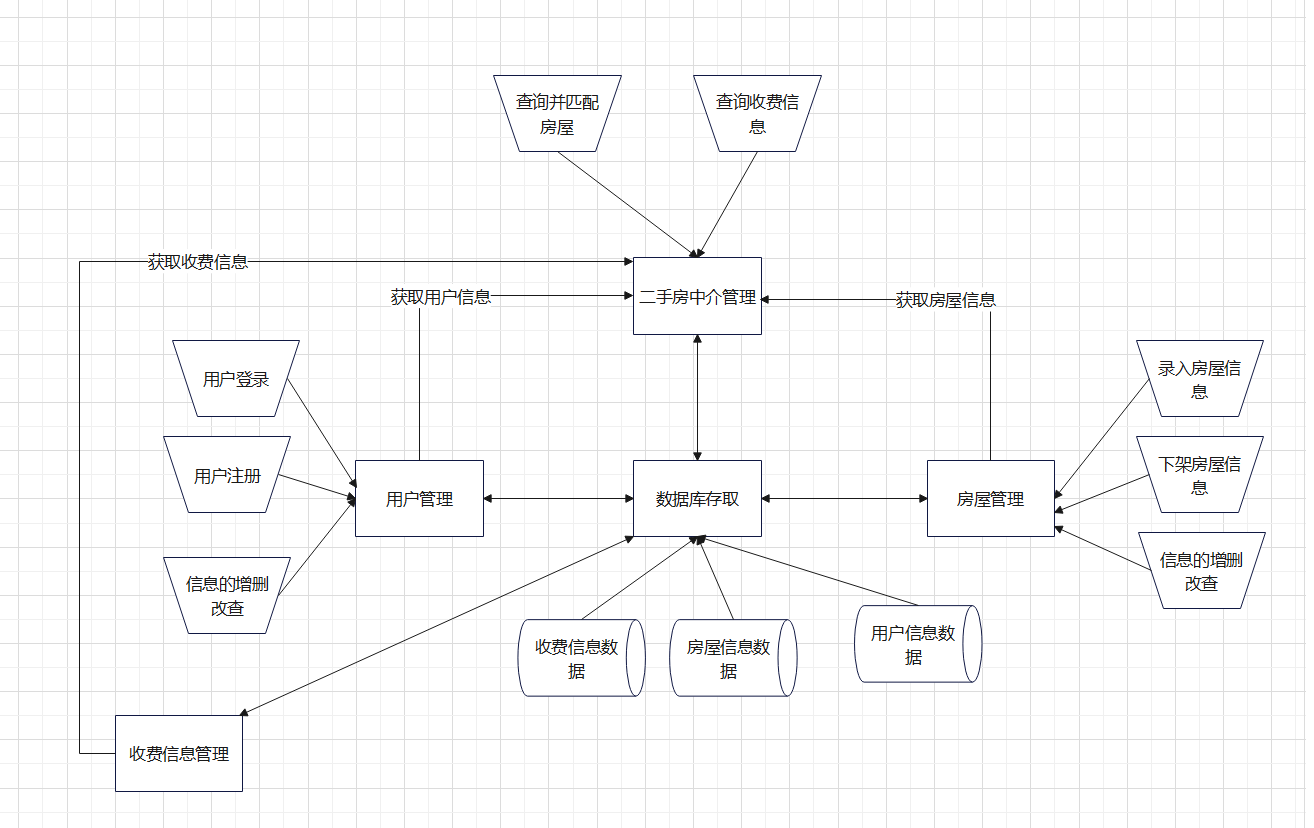 查询并匹配
房屋
查询收费信
息
获取收费信息
获取用户信息
二手房中介管理
获取房屋信息
用户登录
录入房屋信
息
用户注册
下架房屋信
息
用户管理
数据库存取
房屋管理
信息的增删
改查
信息的增删
改查
收费信息数
据
房屋信息数
据
用户信息数
据
收费信息管理